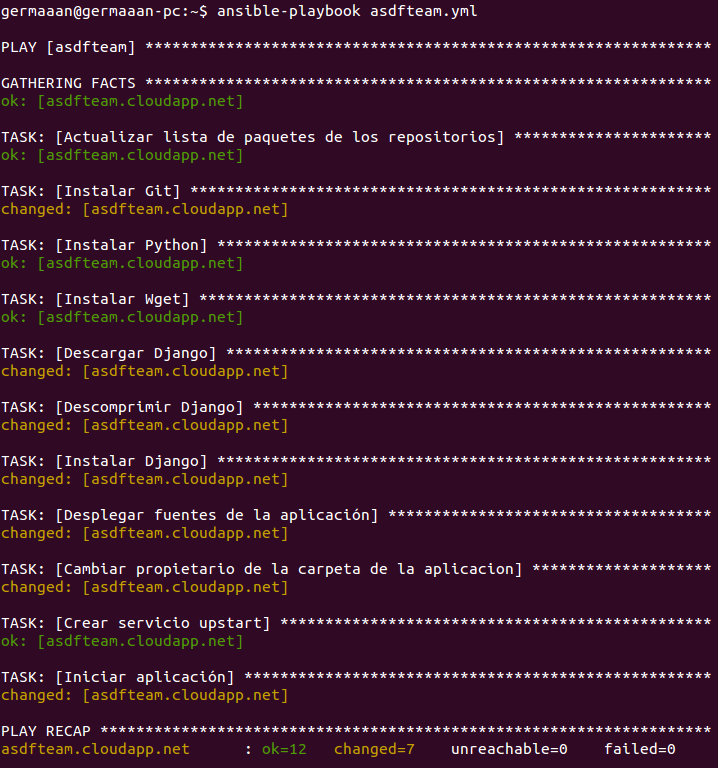 germaaan@germaaan-pc:~$ ansible-playbook asdfteam.yml
PLAY [asdfteam] ***************************************************************
GATHERING FACTS ***************************************************************
ok: [asdfteam.cloudapp.net]
TASK: [Actualizar lista de paquetes de los repositorios] **********************
ok: [asdfteam.cloudapp.net]
TASK: [Instalar Git] **********************************************************
changed: [asdfteam.cloudapp.net]
TASK: [Instalar Python] *******************************************************
ok: [asdfteam.cloudapp.net]
TASK: [Instalar Wget] *********************************************************
ok: [asdfteam.cloudapp.net]
TASK: [Descargar Django] ******************************************************
changed: [asdfteam.cloudapp.net]
TASK: [Descomprimir Django] ***************************************************
changed: [asdfteam.cloudapp.net]
TASK: [Instalar Django] *******************************************************
changed: [asdfteam.cloudapp.net]
TASK: [Desplegar fuentes de la aplicación] ************************************
changed: [asdfteam.cloudapp.net]
TASK: [Cambiar propietario de la carpeta de la aplicacion] ********************
changed: [asdfteam.cloudapp.net]
TASK: [Crear servicio upstart] ************************************************
ok: [asdfteam.cloudapp.net]
TASK: [Iniciar aplicación] ****************************************************
changed: [asdfteam.cloudapp.net]
PLAY RECAP ********************************************************************
asdfteam.cloudapp.net      : ok=12   changed=7    unreachable=0    failed=0